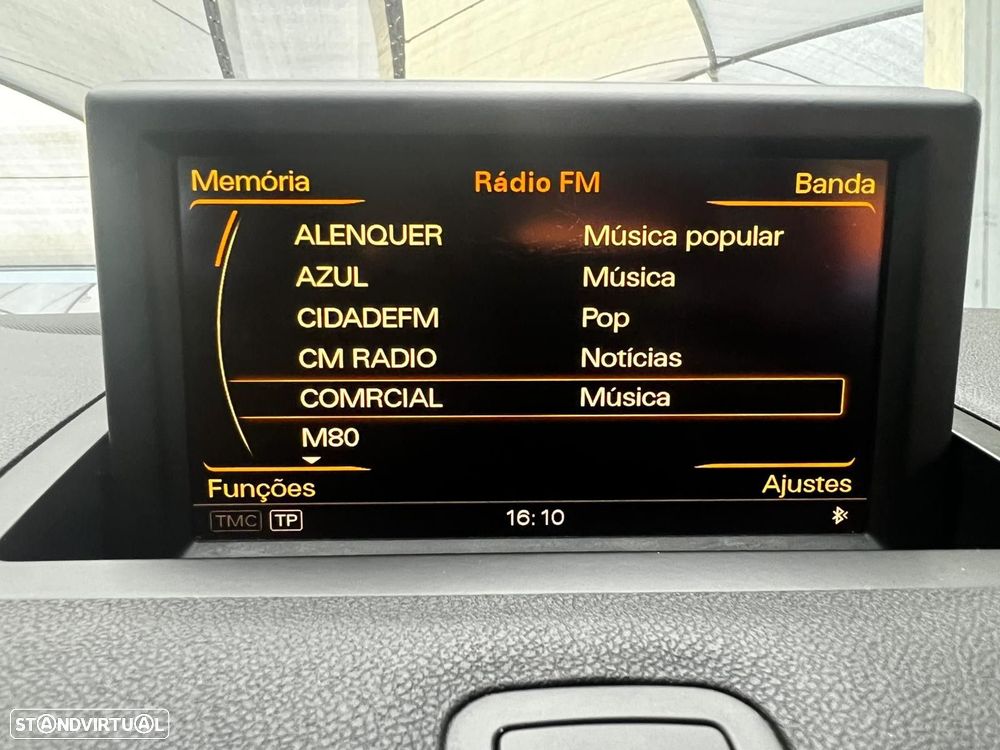 Memória Rádio FM Banda
ALENQUER Música popular
AZUL Música
CIDADEFM Pop
CM RADIO Notícias
COMRCIAL Música
M80
Funções Ajustes
TMC TP 16:10
STANDVIRTUAL